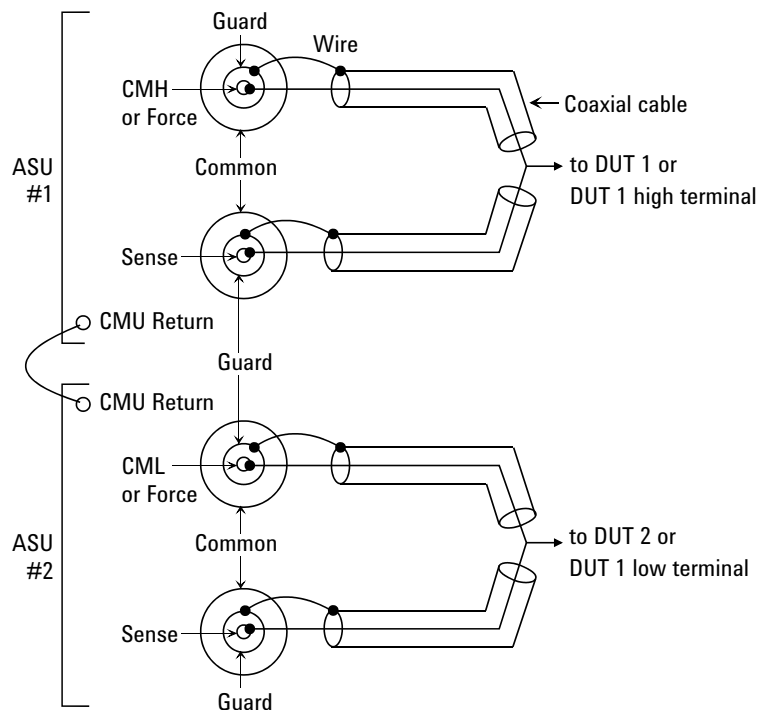 Guard
Wire
CMH
or Force
Coaxial cable
ASU
#1
Common
to DUT 1 or
DUT 1 high terminal
Sense
CMU Return
Guard
CMU Return
CML
or Force
ASU
#2
Common
to DUT 2 or
DUT 1 low terminal
Sense
Guard